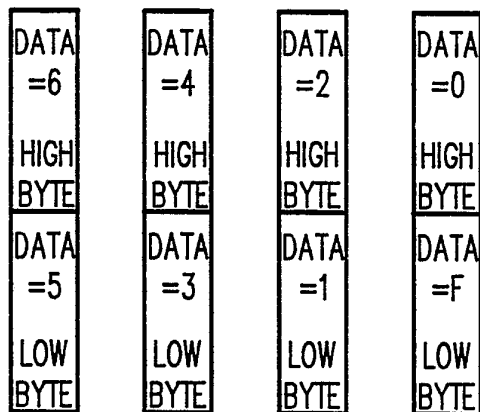 DATA DATA DATA DATA
=6 =4 =2 =0
HIGH HIGH HIGH HIGH
BYTE BYTE BYTE BYTE
DATA DATA DATA DATA
=5 =3 =1 =F
LOW LOW LOW LOW
BYTE BYTE BYTE BYTE